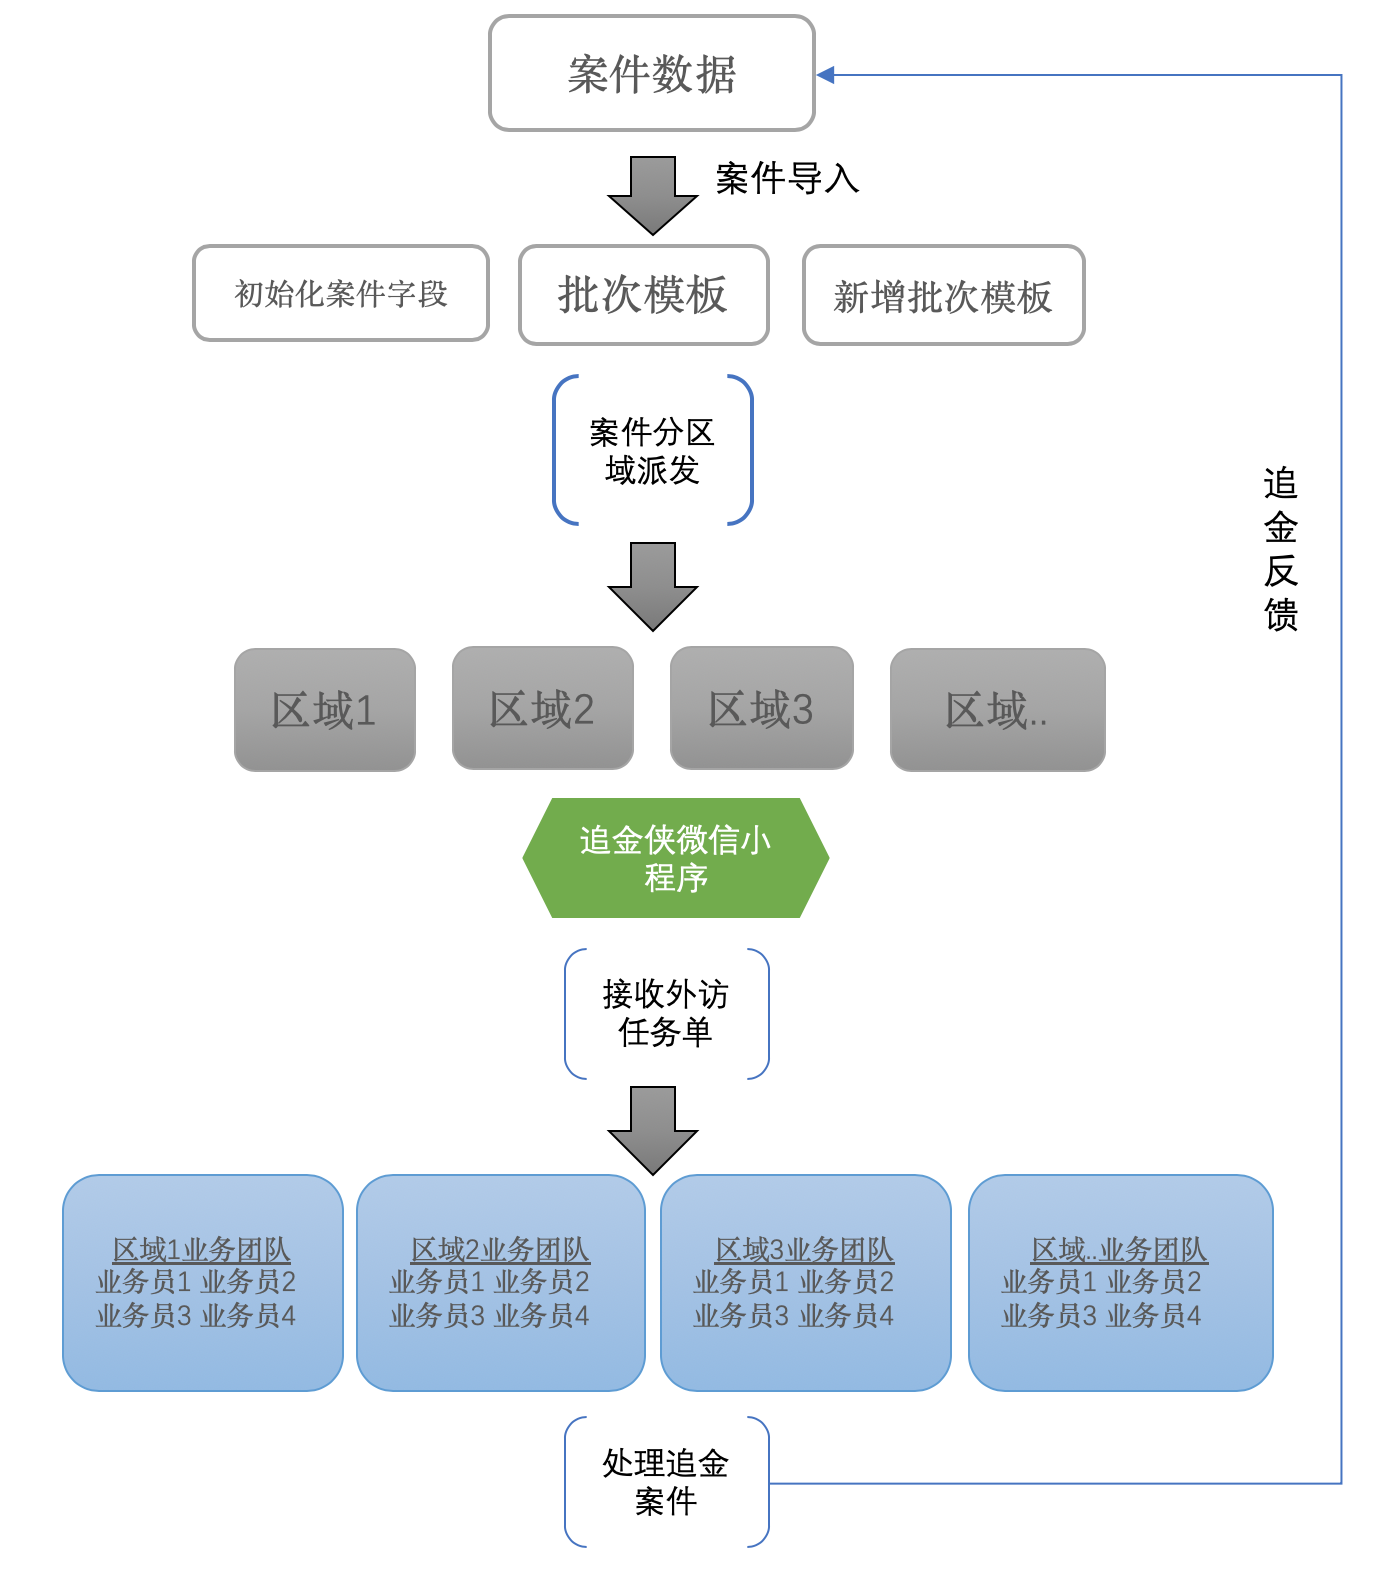 案件数据
案件导入
初始化案件字段
批次模板
新增批次模板
案件分区
域派发
追
金
反
馈
区域1
区域2
区域3
区域..
追金侠微信小
程序
接收外访
任务单
区域1业务团队
业务员1 业务员2
业务员3 业务员4
区域2业务团队
业务员1 业务员2
业务员3 业务员4
区域3业务团队
业务员1 业务员2
业务员3 业务员4
区域..业务团队
业务员1 业务员2
业务员3 业务员4
处理追金
案件